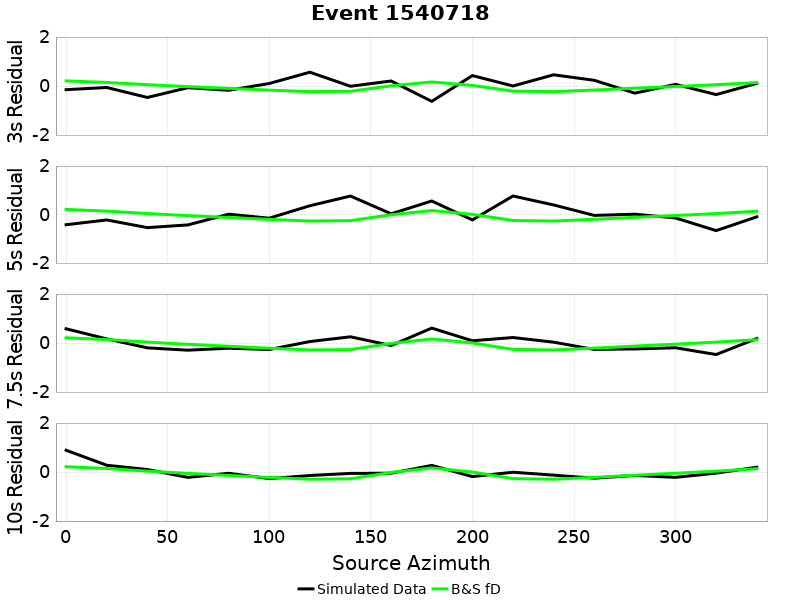 Event 1540718
3s Residual
2
0
-2
5s Residual
2
0
-2
7.5s Residual
2
0
-2
10s Residual
2
0
-2
0 50 100 150 200 250 300
Source Azimuth
Simulated Data B&S fD